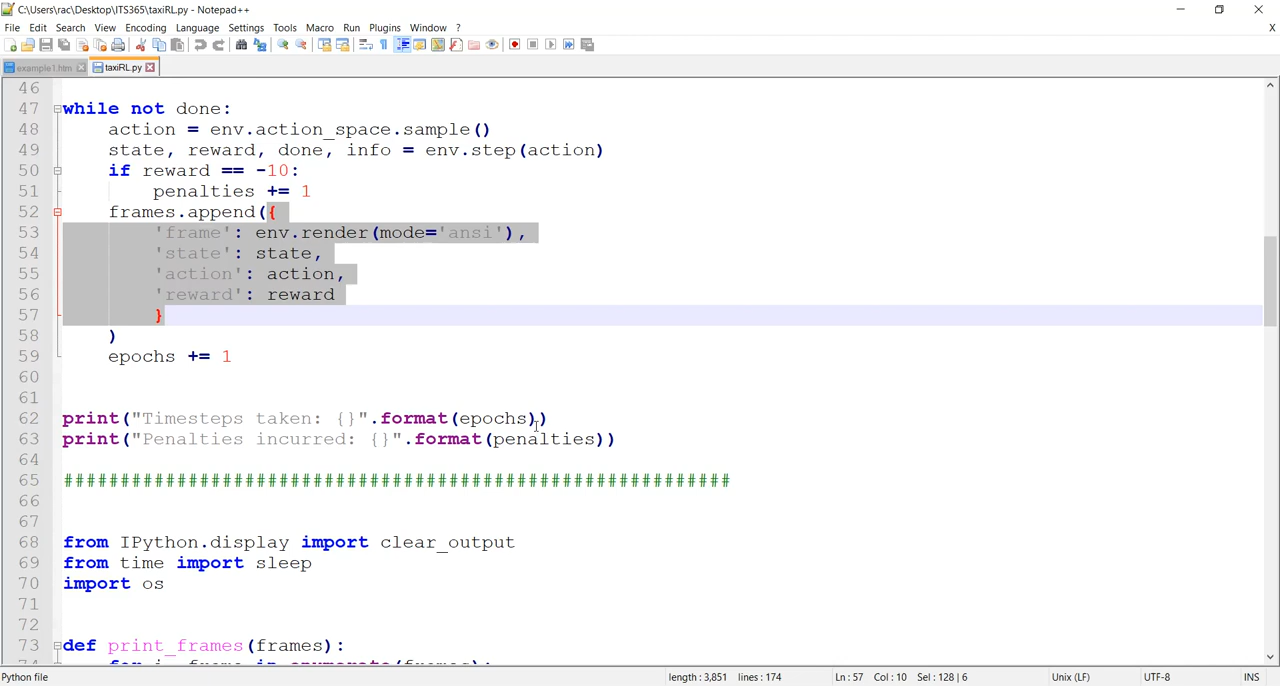 C:\Users\rac\Desktop\ITS365\taxiRL.py - Notepad++
File Edit Search View Encoding Language Settings Tools Macro Run Plugins Window ? X
example1.htm taxiRL.py
46
47 while not done:
48 action = env.action_space.sample()
49 state, reward, done, info = env.step(action)
50 if reward == -10:
51 penalties += 1
52 frames.append({
53 'frame': env.render(mode='ansi'),
54 'state': state,
55 'action': action,
56 'reward': reward
57 }
58 )
59 epochs += 1
60
61
62 print("Timesteps taken: {}".format(epochs))
63 print("Penalties incurred: {}".format(penalties))
64
65 ###########################################################
66
67
68 from IPython.display import clear_output
69 from time import sleep
70 import os
71
72
73 def print_frames(frames):
74 for i, frame in enumerate(frames):
Python file length : 3,851 lines : 174 Ln : 57 Col : 10 Sel : 128 | 6 Unix (LF) UTF-8 INS